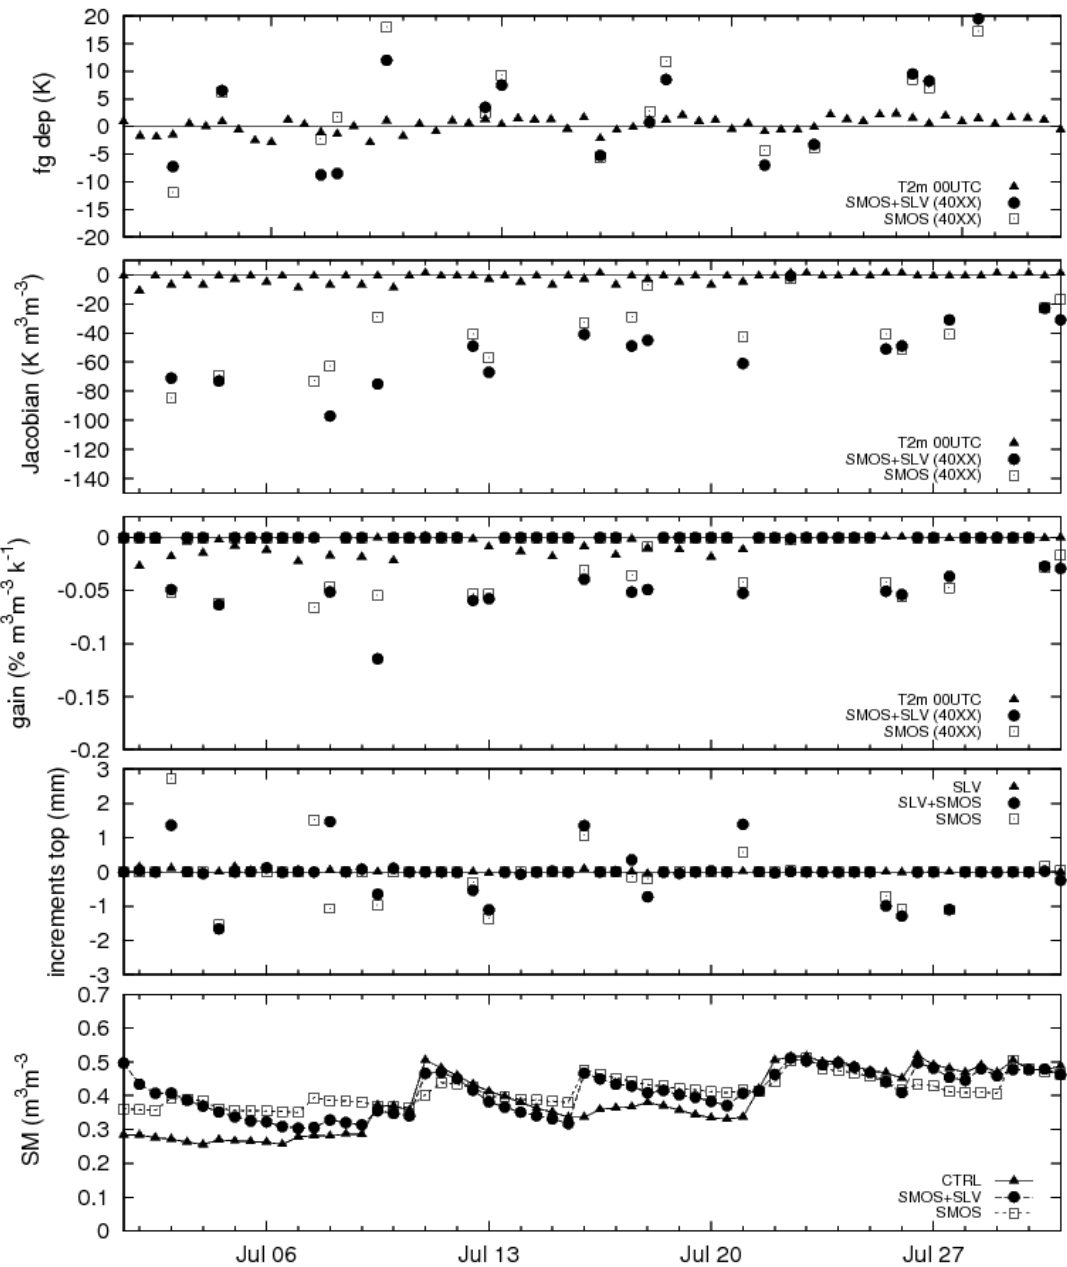 20
15
10
5
0
-5
-10
-15
-20
fg dep (K)
T2m 00UTC
SMOS+SLV (40XX)
SMOS (40XX)
0
-20
-40
-60
-80
-100
-120
-140
Jacobian (K m³m⁻³)
T2m 00UTC
SMOS+SLV (40XX)
SMOS (40XX)
0
-0.05
-0.1
-0.15
-0.2
gain (% m³m⁻³ k⁻¹)
T2m 00UTC
SMOS+SLV (40XX)
SMOS (40XX)
3
2
1
0
-1
-2
-3
increments top (mm)
SLV
SLV+SMOS
SMOS
0.7
0.6
0.5
0.4
0.3
0.2
0.1
0
SM (m³m⁻³)
CTRL
SMOS+SLV
SMOS
Jul 06 Jul 13 Jul 20 Jul 27